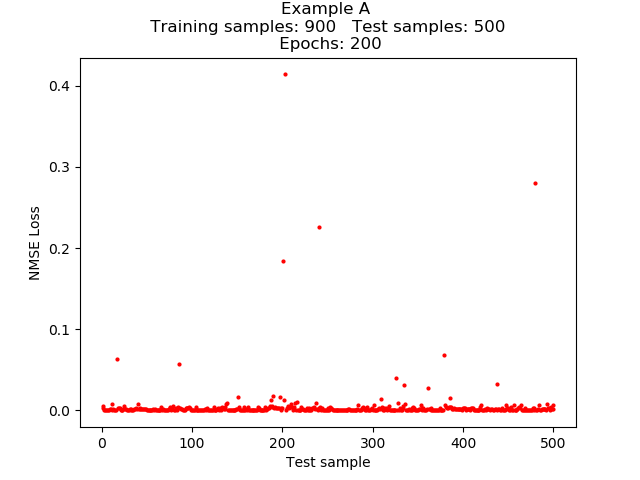 Example A
Training samples: 900   Test samples: 500
Epochs: 200
NMSE Loss
0.4
0.3
0.2
0.1
0.0
0 100 200 300 400 500
Test sample